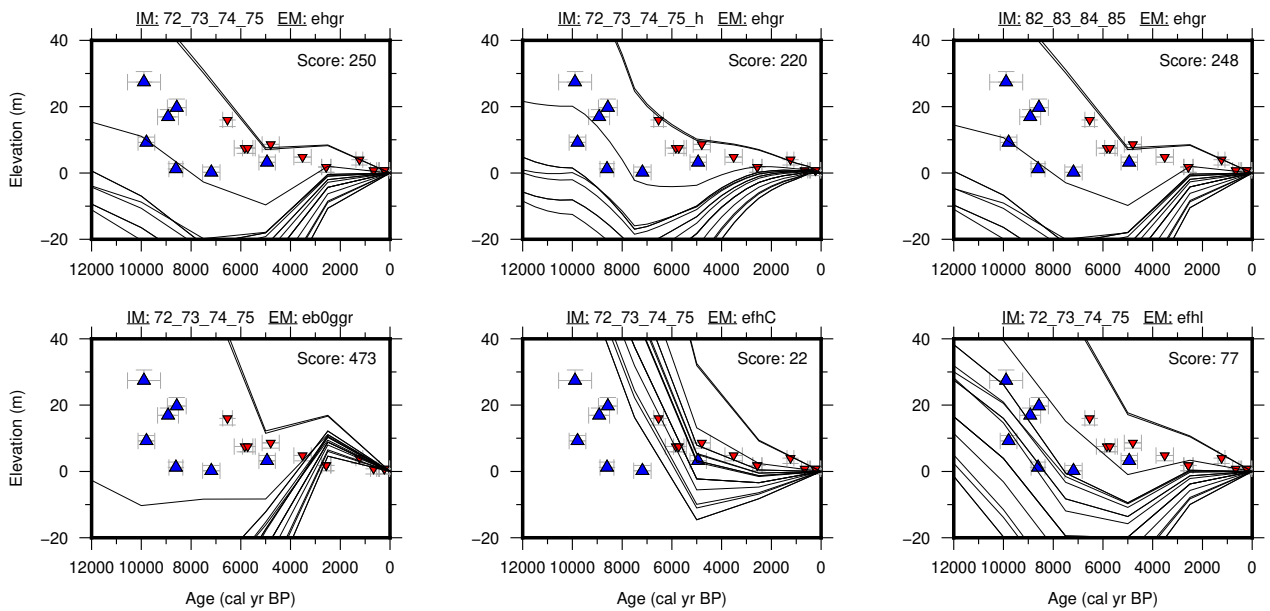 IM: 72_73_74_75 EM: ehgr
IM: 72_73_74_75_h EM: ehgr
IM: 82_83_84_85 EM: ehgr
40
20
0
−20
Elevation (m)
Score: 250
12000 10000 8000 6000 4000 2000 0
40
20
0
−20
Score: 220
12000 10000 8000 6000 4000 2000 0
40
20
0
−20
Score: 248
12000 10000 8000 6000 4000 2000 0
IM: 72_73_74_75 EM: eb0ggr
IM: 72_73_74_75 EM: efhC
IM: 72_73_74_75 EM: efhl
40
20
0
−20
Elevation (m)
Score: 473
12000 10000 8000 6000 4000 2000 0
Age (cal yr BP)
40
20
0
−20
Score: 22
12000 10000 8000 6000 4000 2000 0
Age (cal yr BP)
40
20
0
−20
Score: 77
12000 10000 8000 6000 4000 2000 0
Age (cal yr BP)